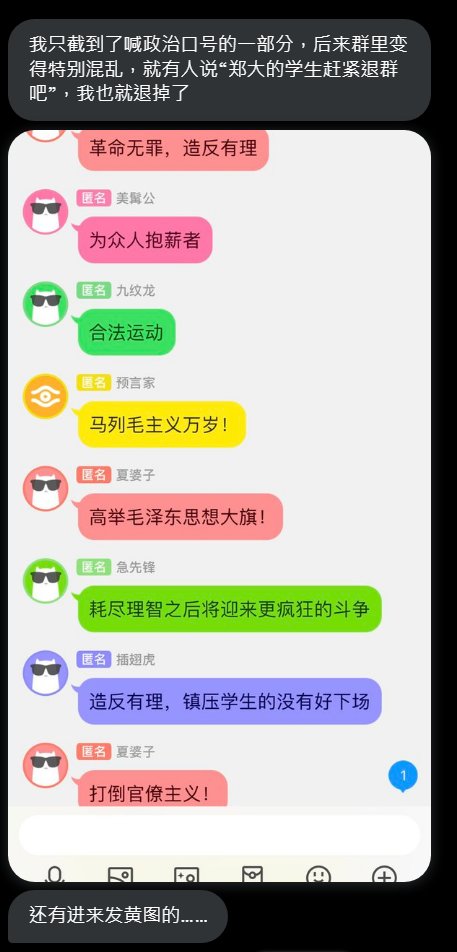 我只截到了喊政治口号的一部分，后来群里变
得特别混乱，就有人说“郑大的学生赶紧退群
吧”，我也就退掉了
革命无罪，造反有理
匿名 美髯公
为众人抱薪者
匿名 九纹龙
合法运动
匿名 预言家
马列毛主义万岁！
匿名 夏婆子
高举毛泽东思想大旗！
匿名 急先锋
耗尽理智之后将迎来更疯狂的斗争
匿名 插翅虎
造反有理，镇压学生的没有好下场
匿名 夏婆子
打倒官僚主义！
1
还有进来发黄图的……